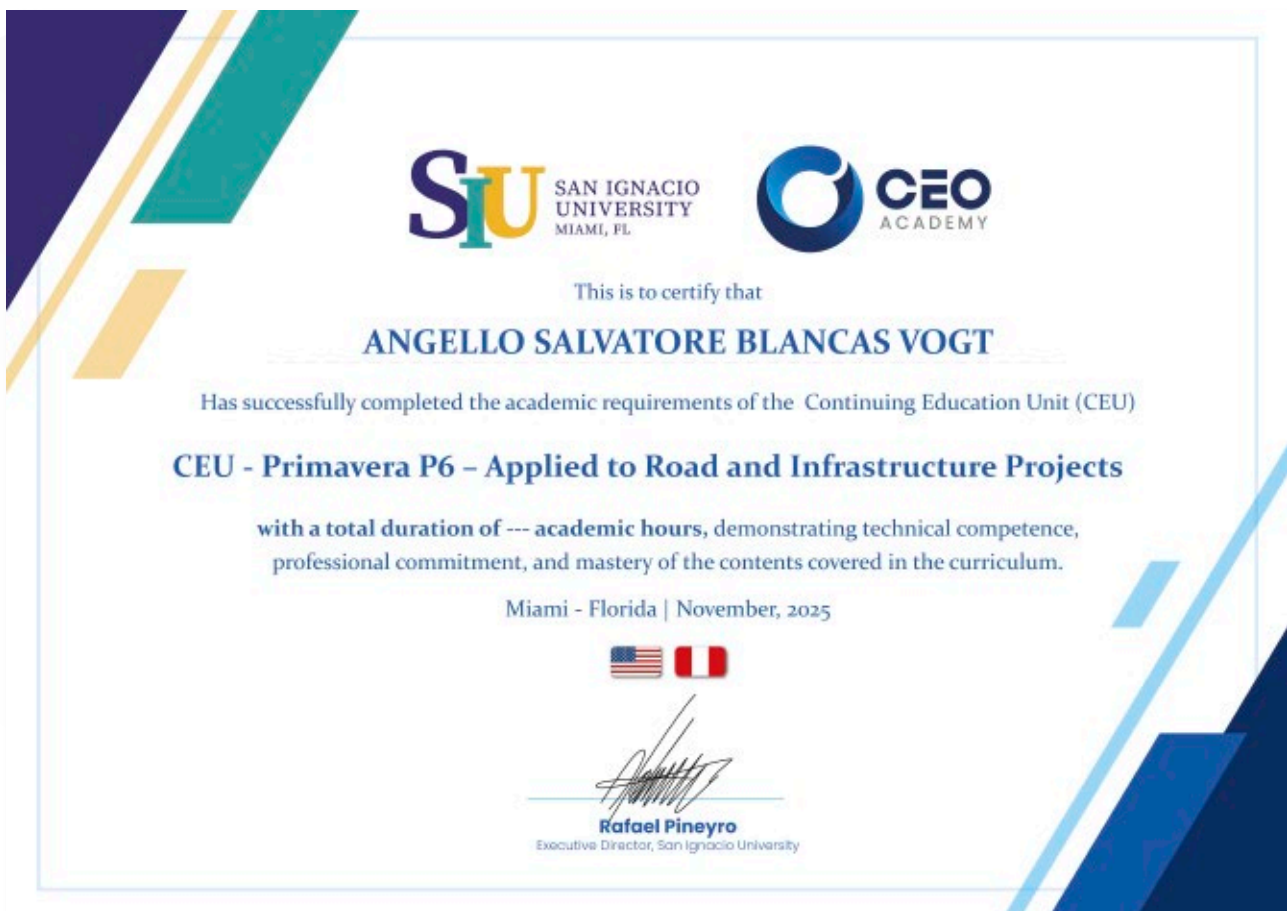 SIU SAN IGNACIO
UNIVERSITY
MIAMI, FL
CEO
ACADEMY
This is to certify that
ANGELLO SALVATORE BLANCAS VOGT
Has successfully completed the academic requirements of the Continuing Education Unit (CEU)
CEU - Primavera P6 – Applied to Road and Infrastructure Projects
with a total duration of --- academic hours, demonstrating technical competence,
professional commitment, and mastery of the contents covered in the curriculum.
Miami - Florida | November, 2025
Rafael Pineyro
Executive Director, San Ignacio University